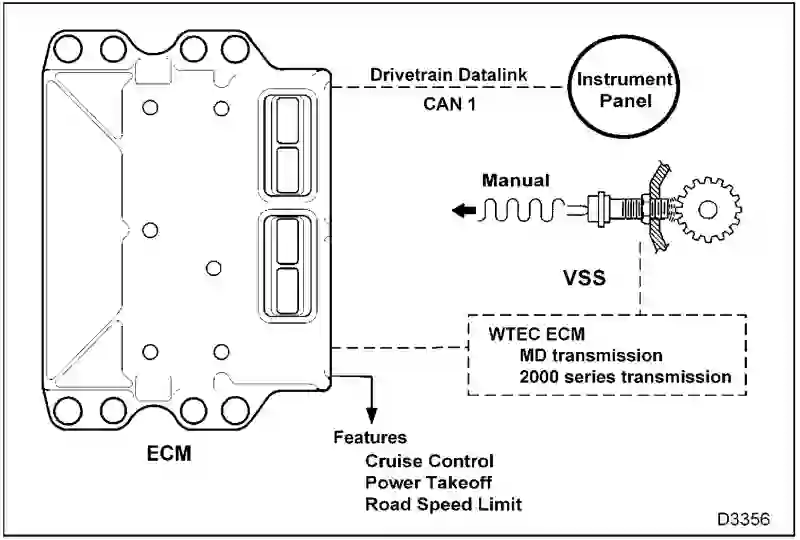 Drivetrain Datalink
CAN 1
Instrument
Panel
Manual
VSS
WTEC ECM
MD transmission
2000 series transmission
ECM
Features
Cruise Control
Power Takeoff
Road Speed Limit
D3356